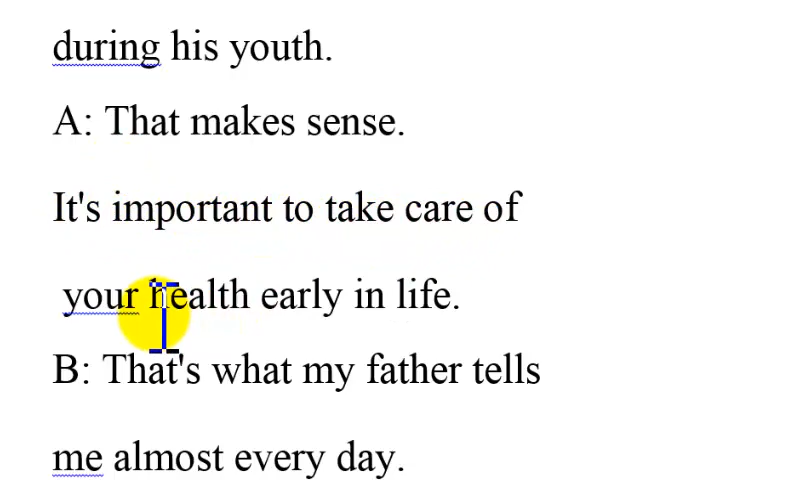 during his youth.
A: That makes sense.
It's important to take care of
your health early in life.
B: That's what my father tells
me almost every day.